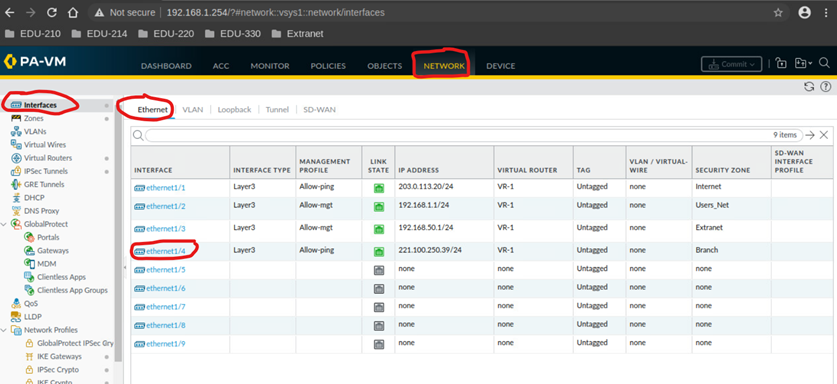 Not secure | 192.168.1.254/?#network::vsys1::network/interfaces
EDU-210 EDU-214 EDU-220 EDU-330 Extranet
PA-VM DASHBOARD ACC MONITOR POLICIES OBJECTS NETWORK DEVICE Commit
Interfaces
Zones
VLANs
Virtual Wires
Virtual Routers
IPSec Tunnels
GRE Tunnels
DHCP
DNS Proxy
GlobalProtect
Portals
Gateways
MDM
Clientless Apps
Clientless App Groups
QoS
LLDP
Network Profiles
GlobalProtect IPSec Cry
IKE Gateways
IPSec Crypto
IKE Crypto
Ethernet VLAN Loopback Tunnel SD-WAN
9 items
INTERFACE INTERFACE TYPE MANAGEMENT PROFILE LINK STATE IP ADDRESS VIRTUAL ROUTER TAG VLAN / VIRTUAL-WIRE SECURITY ZONE SD-WAN INTERFACE PROFILE
ethernet1/1 Layer3 Allow-ping 203.0.113.20/24 VR-1 Untagged none Internet
ethernet1/2 Layer3 Allow-mgt 192.168.1.1/24 VR-1 Untagged none Users_Net
ethernet1/3 Layer3 Allow-mgt 192.168.50.1/24 VR-1 Untagged none Extranet
ethernet1/4 Layer3 Allow-ping 221.100.250.39/24 VR-1 Untagged none Branch
ethernet1/5 none none Untagged none none
ethernet1/6 none none Untagged none none
ethernet1/7 none none Untagged none none
ethernet1/8 none none Untagged none none
ethernet1/9 none none Untagged none none